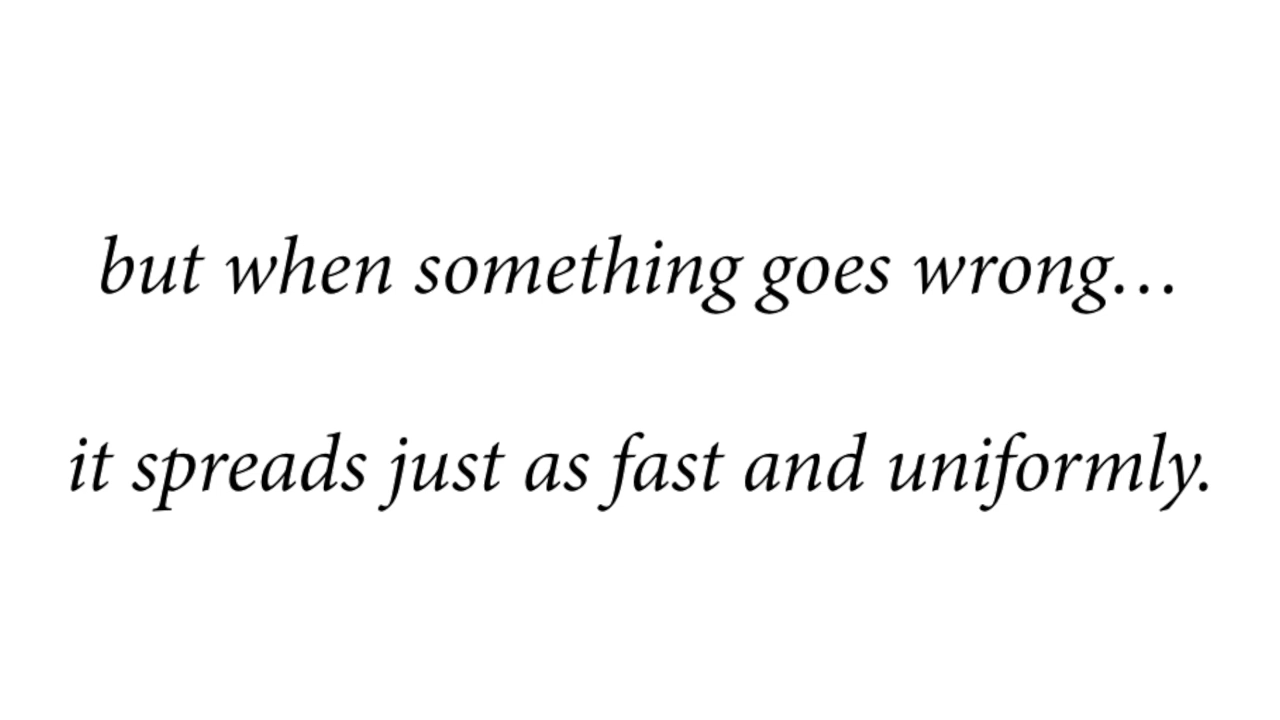 but when something goes wrong…
it spreads just as fast and uniformly.